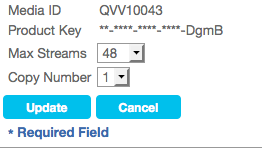 Media ID QVV10043
Product Key **-****-****-****-DgmB
Max Streams 48
Copy Number 1
Update Cancel
* Required Field